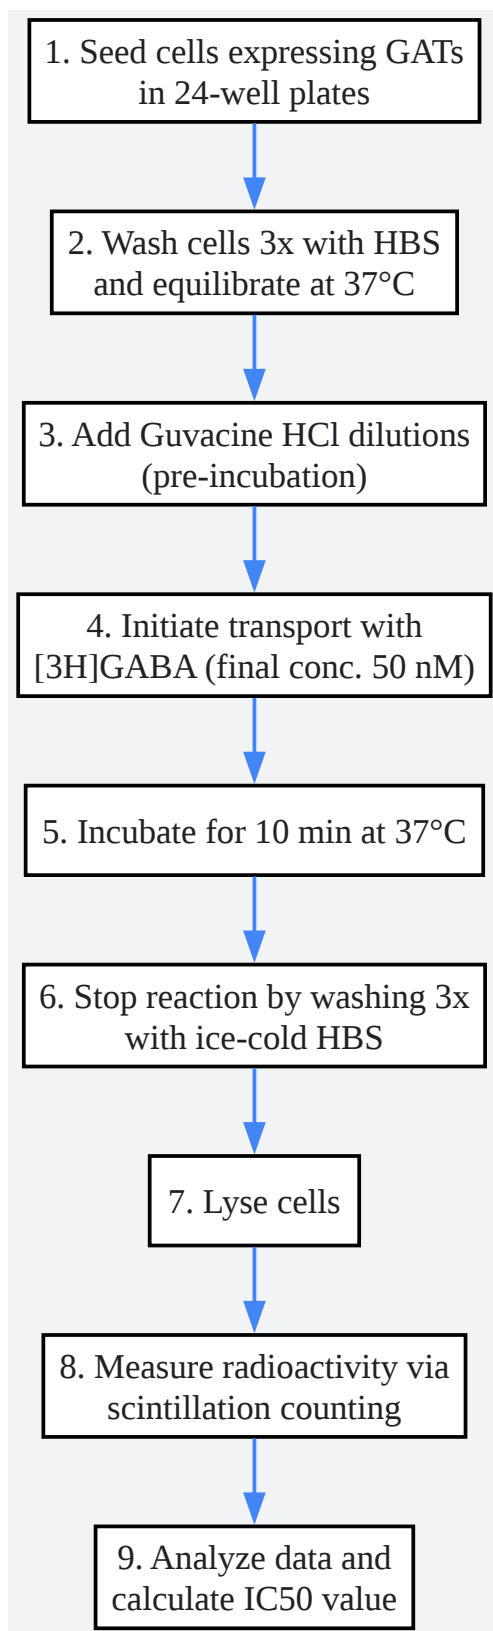 1. Seed cells expressing GATs
in 24-well plates
2. Wash cells 3x with HBS
and equilibrate at 37°C
3. Add Guvacine HCl dilutions
(pre-incubation)
4. Initiate transport with
[3H]GABA (final conc. 50 nM)
5. Incubate for 10 min at 37°C
6. Stop reaction by washing 3x
with ice-cold HBS
7. Lyse cells
8. Measure radioactivity via
scintillation counting
9. Analyze data and
calculate IC50 value